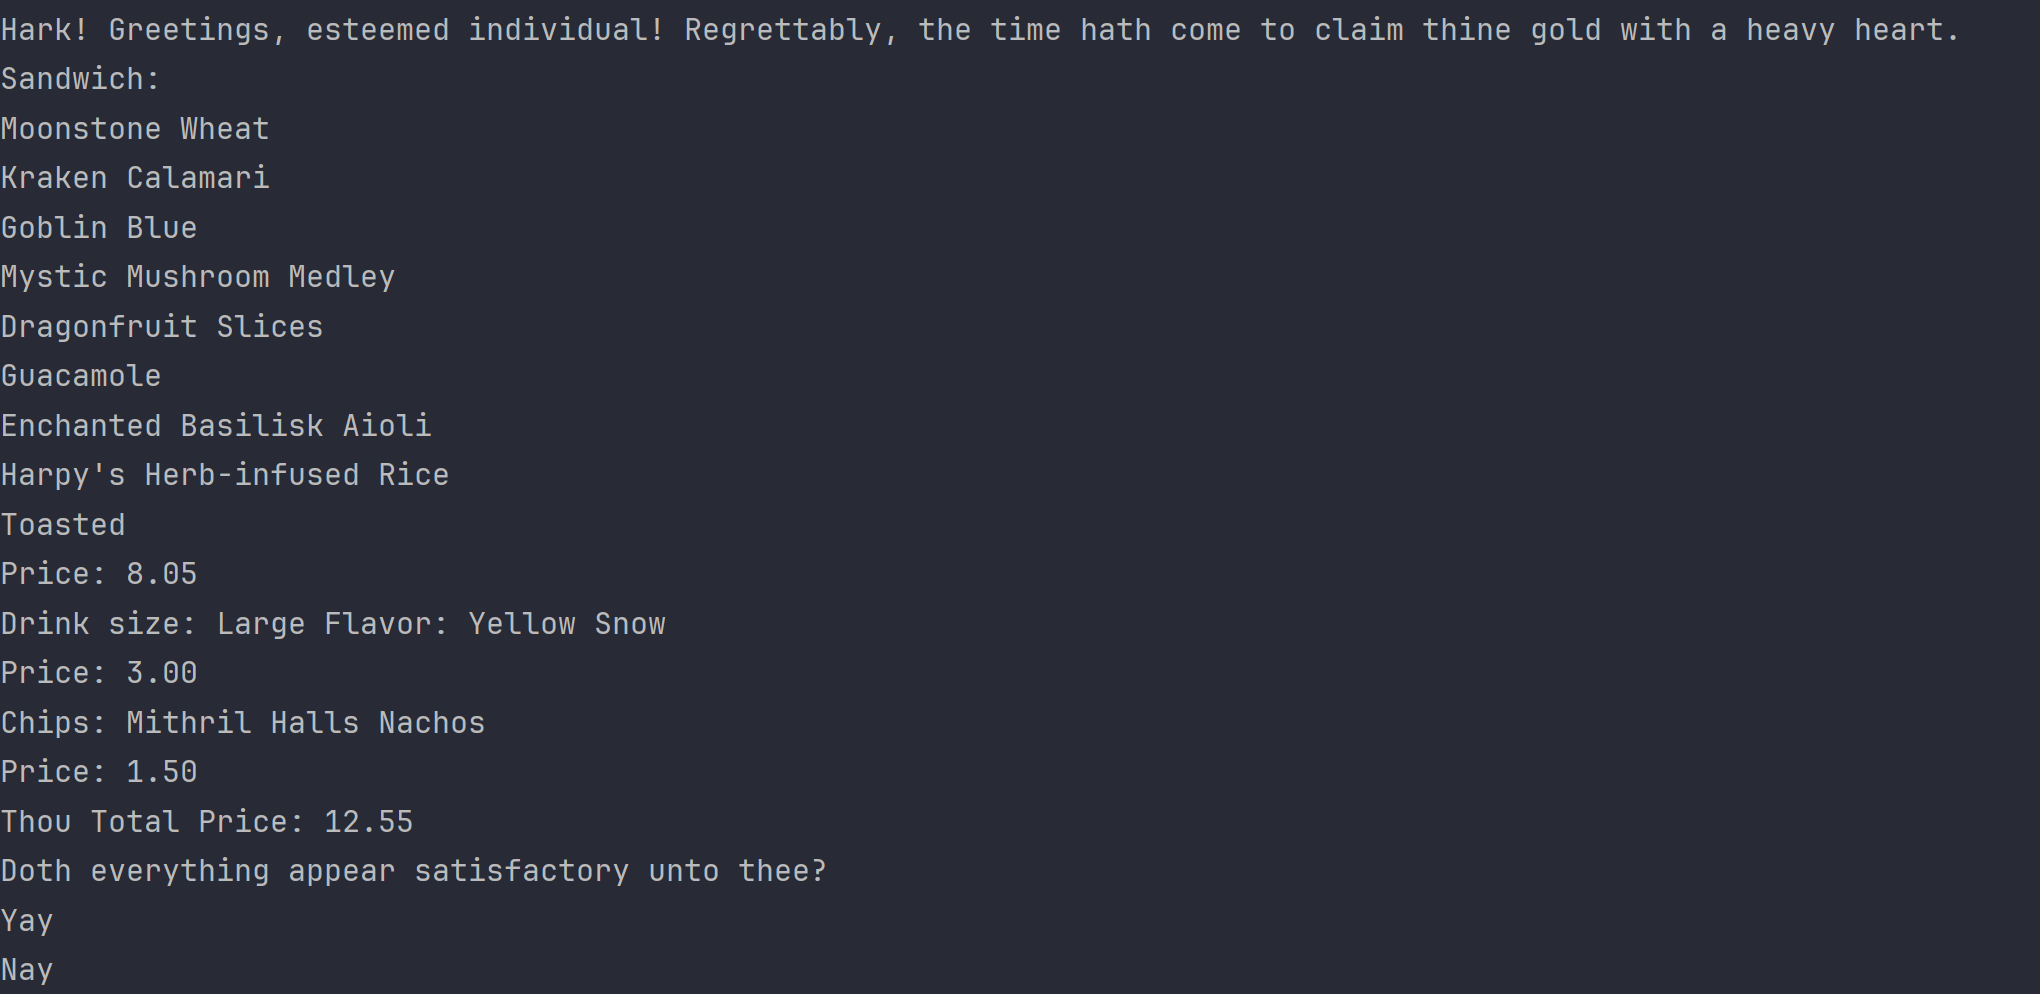 Hark! Greetings, esteemed individual! Regrettably, the time hath come to claim thine gold with a heavy heart.
Sandwich:
Moonstone Wheat
Kraken Calamari
Goblin Blue
Mystic Mushroom Medley
Dragonfruit Slices
Guacamole
Enchanted Basilisk Aioli
Harpy's Herb-infused Rice
Toasted
Price: 8.05
Drink size: Large Flavor: Yellow Snow
Price: 3.00
Chips: Mithril Halls Nachos
Price: 1.50
Thou Total Price: 12.55
Doth everything appear satisfactory unto thee?
Yay
Nay